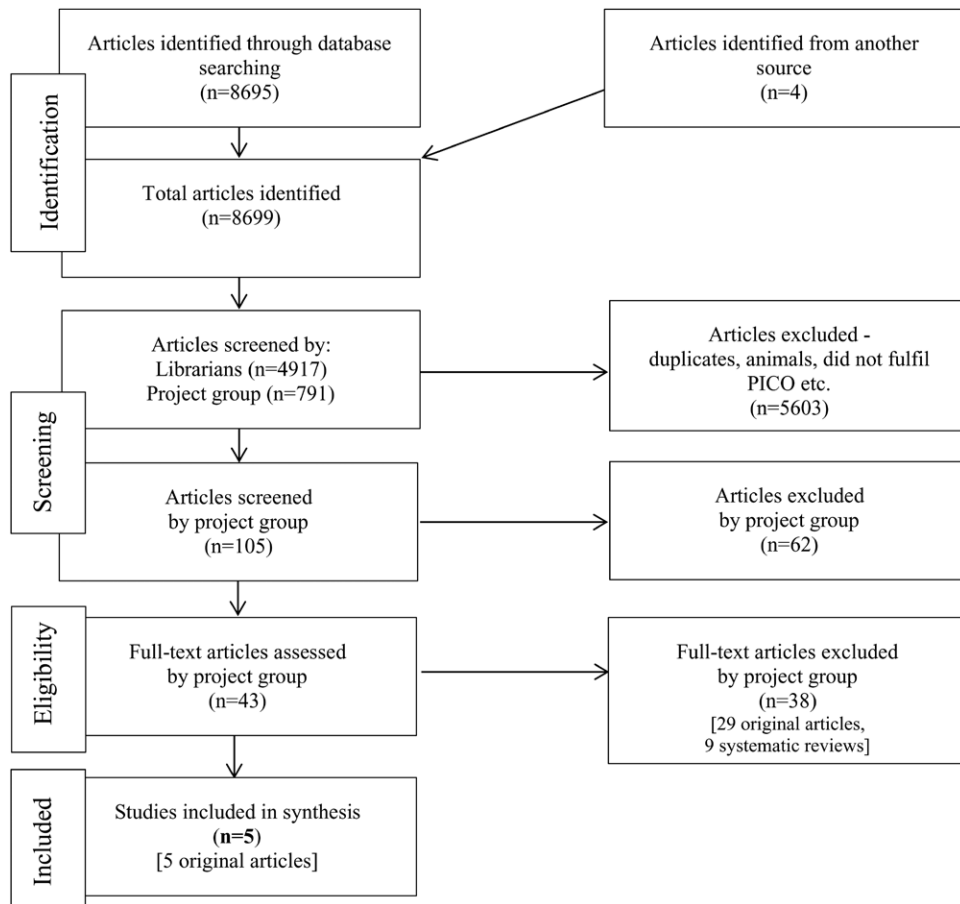 Identification
Articles identified through database
searching
(n=8695)
Articles identified from another
source
(n=4)
Total articles identified
(n=8699)
Screening
Articles screened by:
Librarians (n=4917)
Project group (n=791)
Articles excluded -
duplicates, animals, did not fulfil
PICO etc.
(n=5603)
Articles screened
by project group
(n=105)
Articles excluded
by project group
(n=62)
Eligibility
Full-text articles assessed
by project group
(n=43)
Full-text articles excluded
by project group
(n=38)
[29 original articles,
9 systematic reviews]
Included
Studies included in synthesis
(n=5)
[5 original articles]